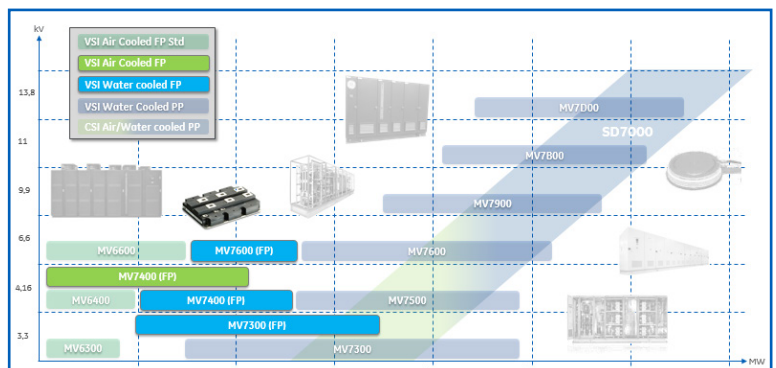 kV
VSI Air Cooled FP Std
VSI Air Cooled FP
VSI Water cooled FP
VSI Water Cooled PP
CSI Air/Water cooled PP
13,8
MV7D00
SD7000
11
MV7B00
9,9
MV7900
6,6
MV6600
MV7600 (FP)
MV7600
MV7400 (FP)
4,16
MV6400
MV7400 (FP)
MV7500
MV7300 (FP)
3,3
MV6300
MV7300
MW